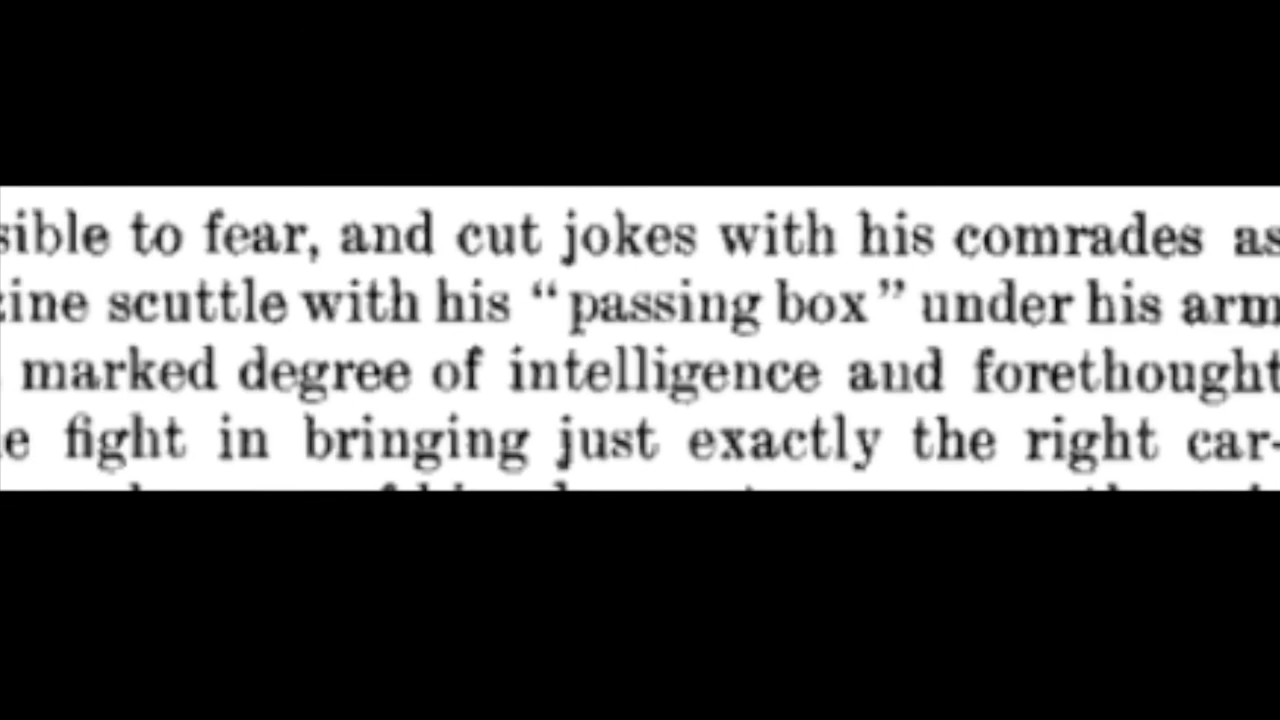 sible to fear, and cut jokes with his comrades as
ine scuttle with his “passing box” under his arm
marked degree of intelligence and forethought
e fight in bringing just exactly the right car-